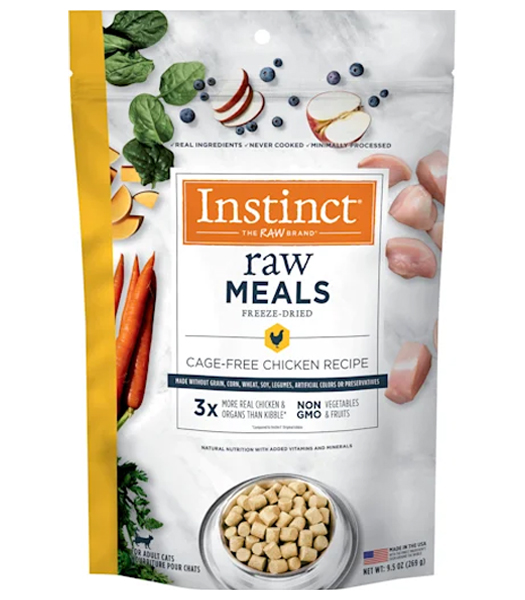 ✓REAL INGREDIENTS ✓NEVER COOKED ✓MINIMALLY PROCESSED
Instinct®
THE RAW BRAND™
raw
MEALS
FREEZE-DRIED
CAGE-FREE CHICKEN RECIPE
MADE WITHOUT GRAIN, CORN, WHEAT, SOY, LEGUMES, ARTIFICIAL COLORS OR PRESERVATIVES
3x MORE REAL CHICKEN & ORGANS THAN KIBBLE*
NON GMO VEGETABLES & FRUITS
NATURAL NUTRITION WITH ADDED VITAMINS AND MINERALS
FOR ADULT CATS
NOURRITURE POUR CHATS
MADE IN THE USA
NET WT: 9.5 OZ (269 g)